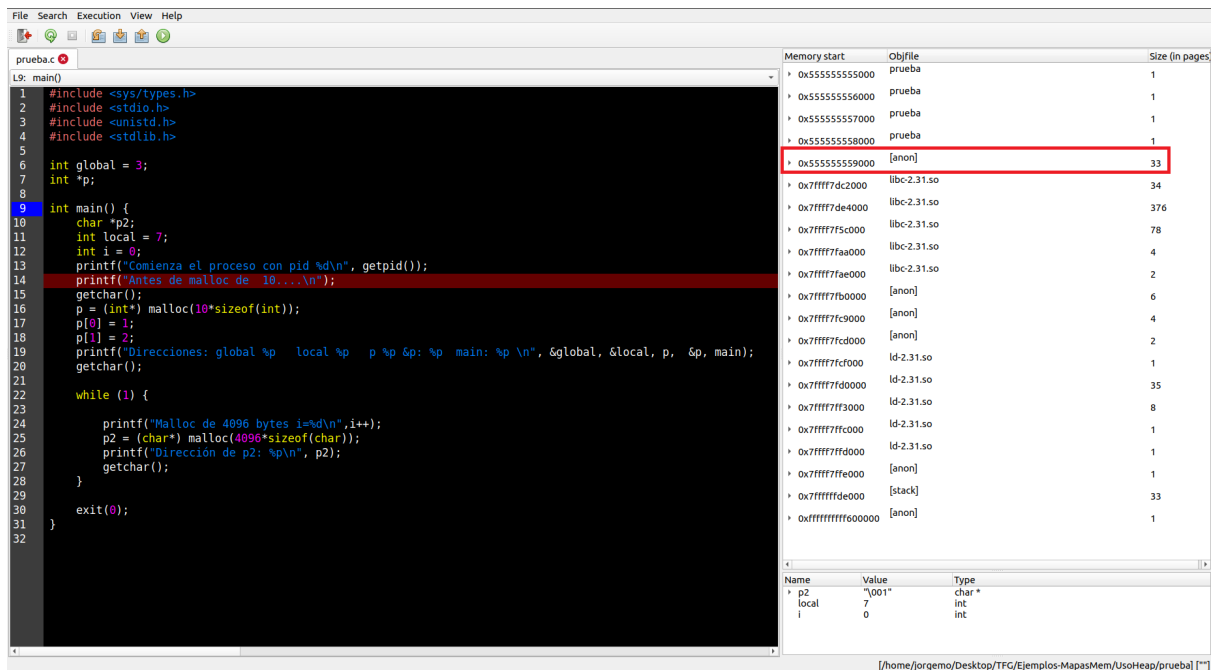 File Search Execution View Help
prueba.c
L9: main()
1 #include <sys/types.h>
2 #include <stdio.h>
3 #include <unistd.h>
4 #include <stdlib.h>
5
6 int global = 3;
7 int *p;
8
9 int main() {
10     char *p2;
11     int local = 7;
12     int i = 0;
13     printf("Comienza el proceso con pid %d\n", getpid());
14     printf("Antes de malloc de  10....\n");
15     getchar();
16     p = (int*) malloc(10*sizeof(int));
17     p[0] = 1;
18     p[1] = 2;
19     printf("Direcciones: global %p   local %p   p %p &p: %p  main: %p \n", &global, &local, p,  &p, main);
20     getchar();
21
22     while (1) {
23
24         printf("Malloc de 4096 bytes i=%d\n",i++);
25         p2 = (char*) malloc(4096*sizeof(char));
26         printf("Dirección de p2: %p\n", p2);
27         getchar();
28     }
29
30     exit(0);
31 }
32
Memory start Objfile Size (in pages)
0x555555555000 prueba 1
0x555555556000 prueba 1
0x555555557000 prueba 1
0x555555558000 prueba 1
0x555555559000 [anon] 33
0x7ffff7dc2000 libc-2.31.so 34
0x7ffff7de4000 libc-2.31.so 376
0x7ffff7f5c000 libc-2.31.so 78
0x7ffff7faa000 libc-2.31.so 4
0x7ffff7fae000 libc-2.31.so 2
0x7ffff7fb0000 [anon] 6
0x7ffff7fc9000 [anon] 4
0x7ffff7fcd000 [anon] 2
0x7ffff7fcf000 ld-2.31.so 1
0x7ffff7fd0000 ld-2.31.so 35
0x7ffff7ff3000 ld-2.31.so 8
0x7ffff7ffc000 ld-2.31.so 1
0x7ffff7ffd000 ld-2.31.so 1
0x7ffff7ffe000 [anon] 1
0x7ffffffde000 [stack] 33
0xffffffffff600000 [anon] 1
Name Value Type
p2 "\001" char *
local 7 int
i 0 int
[/home/jorgemo/Desktop/TFG/Ejemplos-MapasMem/UsoHeap/prueba] [""]